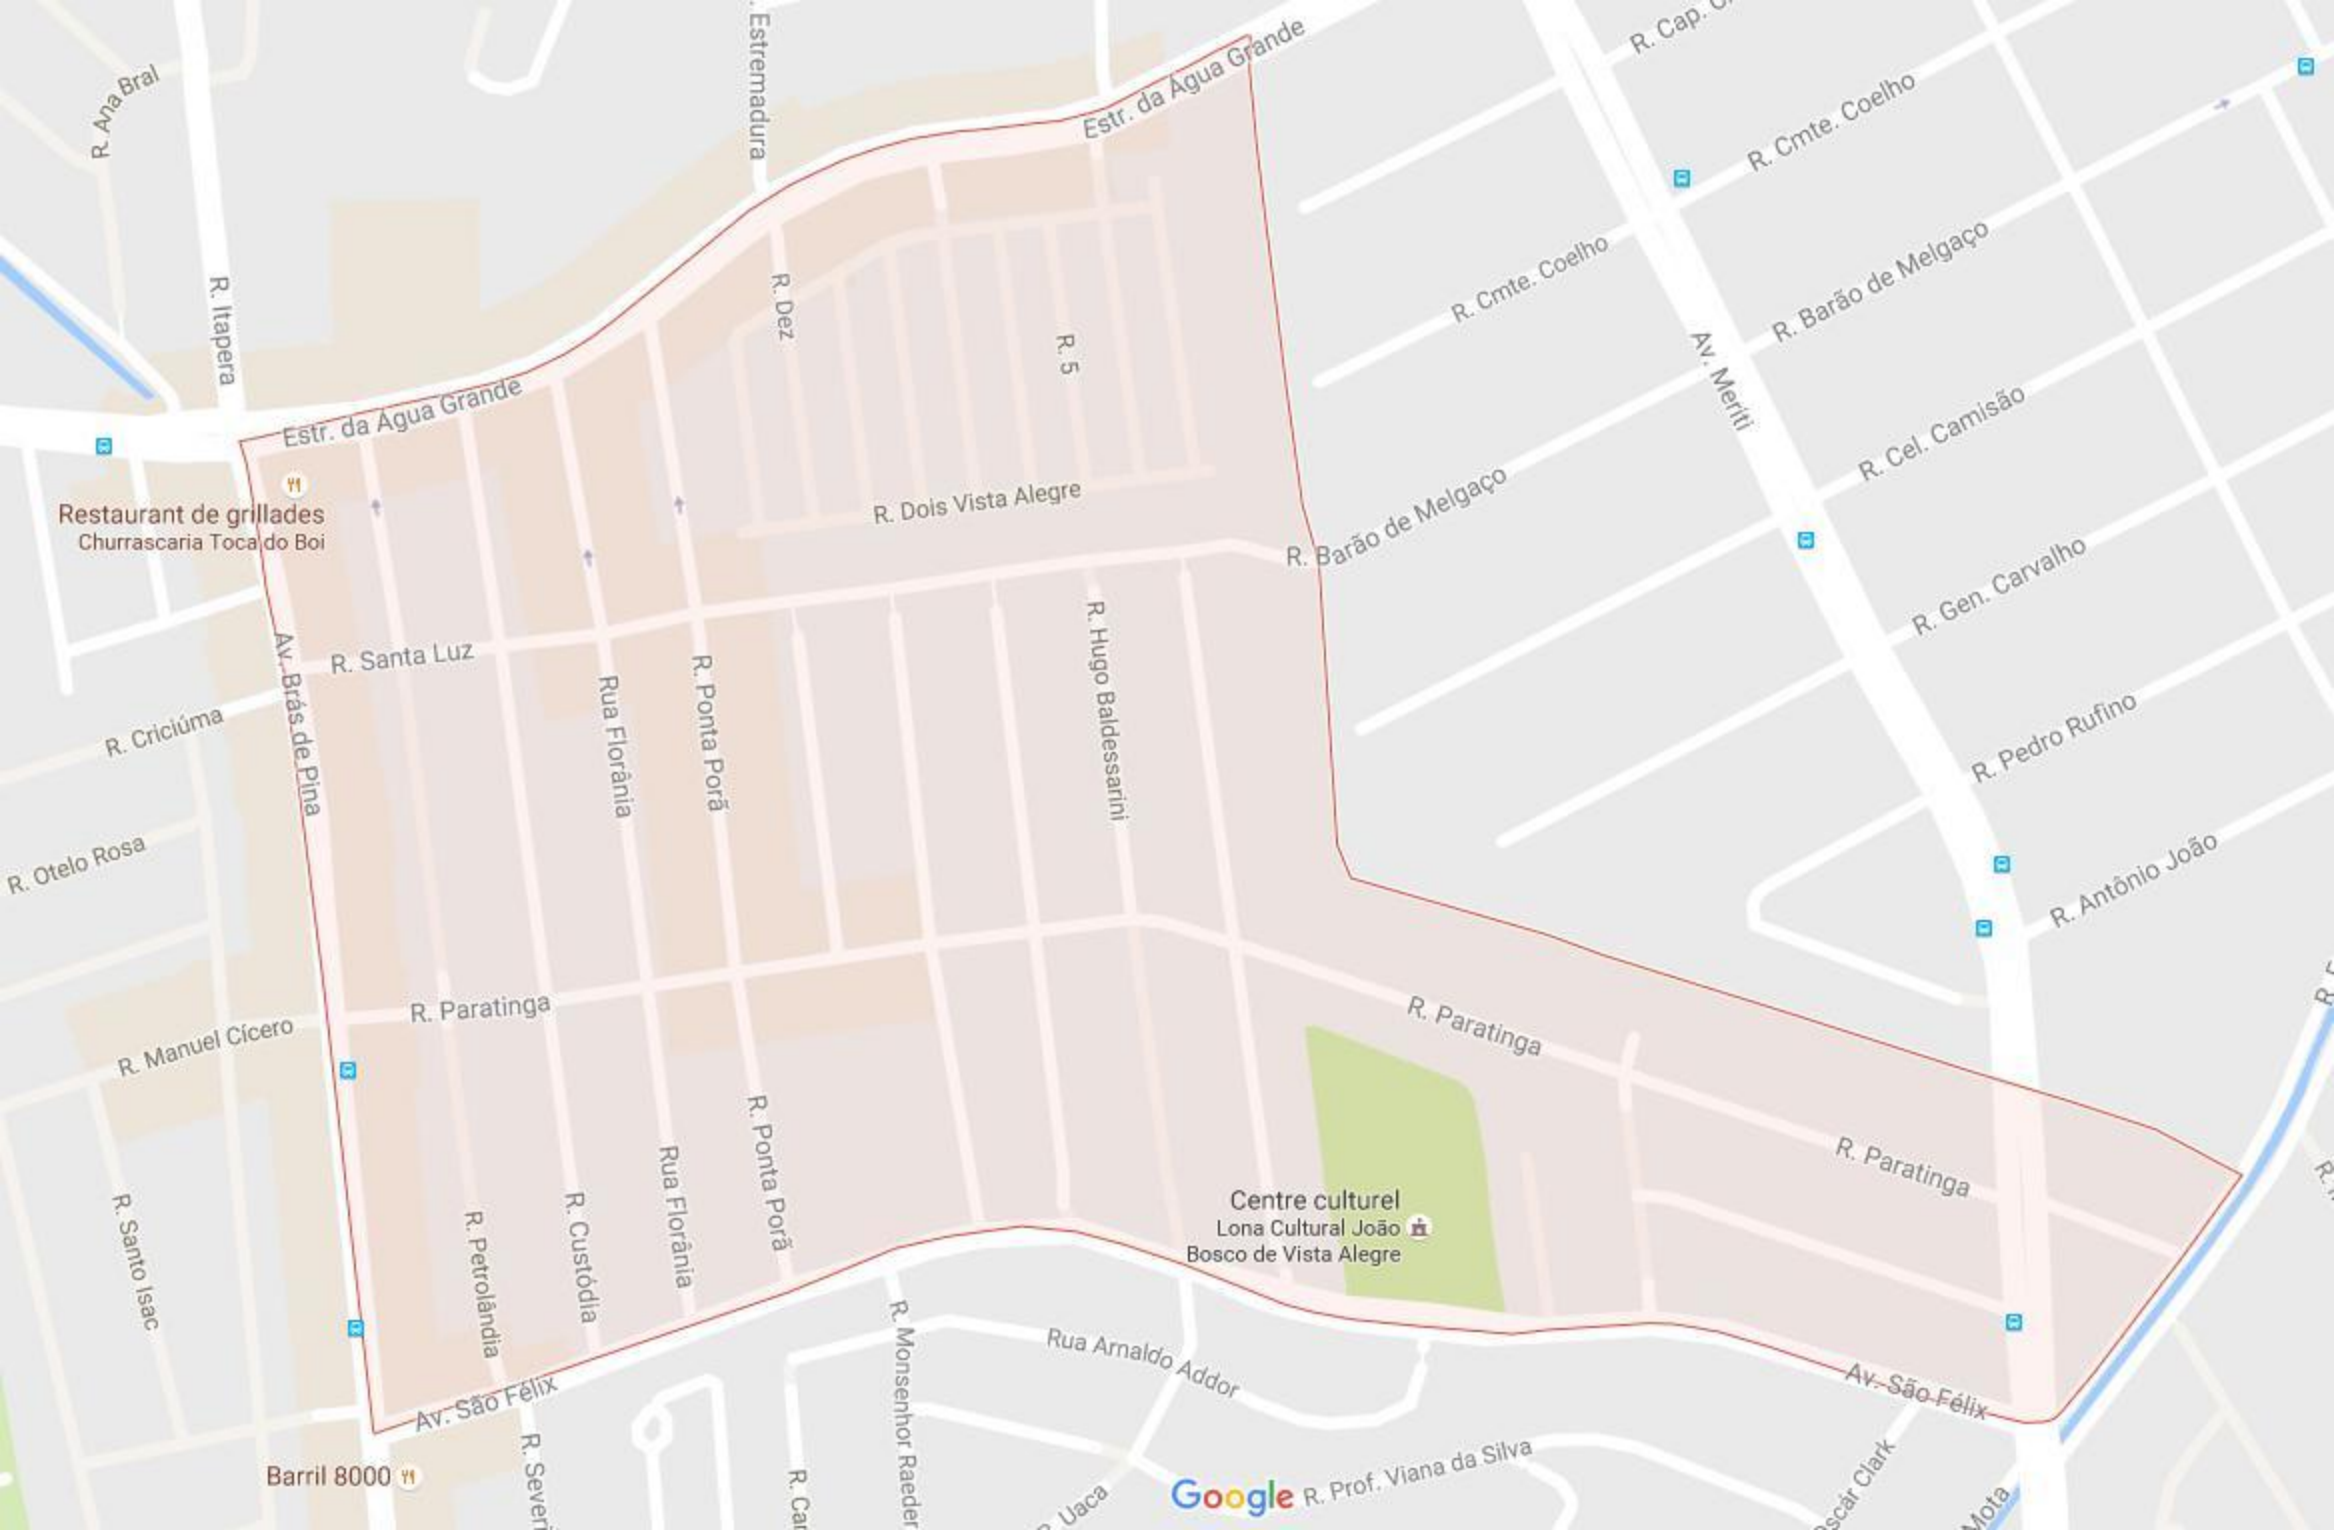 Estremadura
Estr. da Água Grande
R. Cap.
R. Ana Bral
R. Cmte. Coelho
R. Barão de Melgaço
R. Itapera
R. Dez
R. 5
R. Cmte. Coelho
Av. Meriti
Estr. da Água Grande
R. Cel. Camisão
Restaurant de grillades
Churrascaria Toca do Boi
R. Dois Vista Alegre
R. Barão de Melgaço
R. Gen. Carvalho
R. Santa Luz
Av. Brás de Pina
R. Criciúma
Rua Florânia
R. Ponta Porã
R. Hugo Baldessarini
R. Pedro Rufino
R. Otelo Rosa
R. Antônio João
R. Paratinga
R. Manuel Cícero
R. Paratinga
R. Paratinga
R. Santo Isac
R. Petrolândia
R. Custódia
Rua Florânia
R. Ponta Porã
Centre culturel
Lona Cultural João
Bosco de Vista Alegre
R. Monsenhor Raeder
Rua Arnaldo Addor
Av. São Félix
Av. São Félix
Barril 8000
R. Severi
R. Car
R. Uaca
Google
R. Prof. Viana da Silva
Clark
Mota